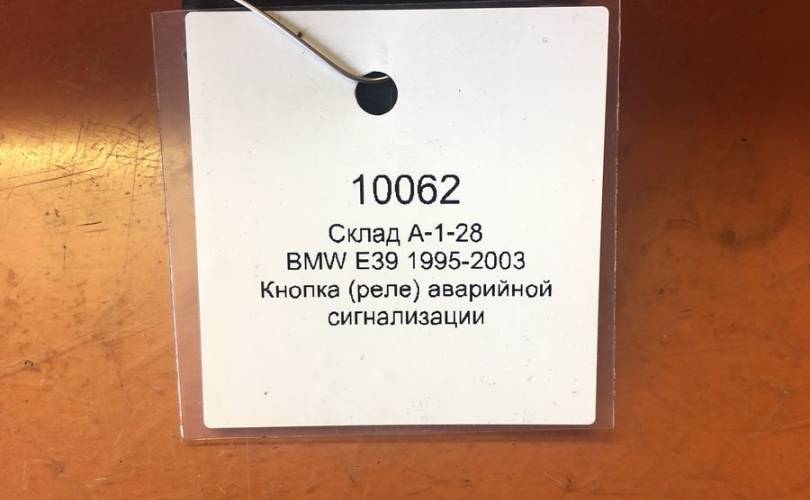 10062
Склад А-1-28
BMW E39 1995-2003
Кнопка (реле) аварийной
сигнализации